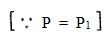 [ ∵ P = P₁ ]